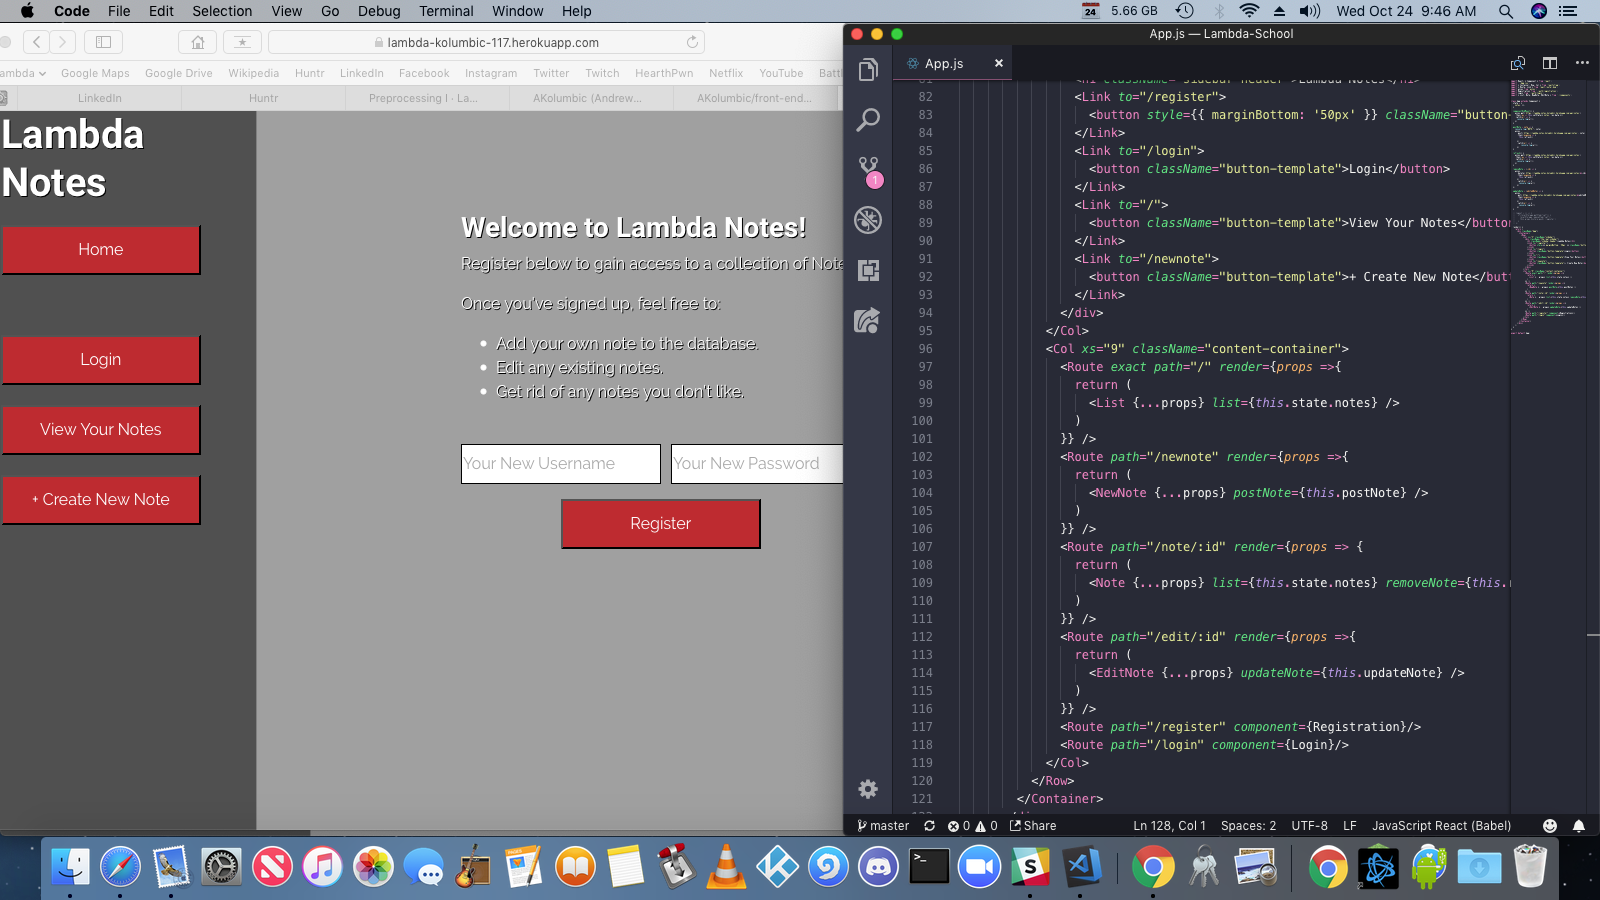 Code File Edit Selection View Go Debug Terminal Window Help 24 5.66 GB Wed Oct 24 9:46 AM
lambda-kolumbic-117.herokuapp.com
ambda Google Maps Google Drive Wikipedia Huntr LinkedIn Facebook Instagram Twitter Twitch HearthPwn Netflix YouTube Battl
LinkedIn Huntr Preprocessing I · La... AKolumbic (Andrew... AKolumbic/front-end...
Lambda
Notes
Home
Login
View Your Notes
+ Create New Note
Welcome to Lambda Notes!
Register below to gain access to a collection of Note
Once you've signed up, feel free to:
• Add your own note to the database.
• Edit any existing notes.
• Get rid of any notes you don't like.
Your New Username Your New Password
Register
App.js — Lambda-School
App.js
1
82 <Link to="/register">
83 <button style={{ marginBottom: '50px' }} className="button-
84 </Link>
85 <Link to="/login">
86 <button className="button-template">Login</button>
87 </Link>
88 <Link to="/">
89 <button className="button-template">View Your Notes</button
90 </Link>
91 <Link to="/newnote">
92 <button className="button-template">+ Create New Note</butt
93 </Link>
94 </div>
95 </Col>
96 <Col xs="9" className="content-container">
97 <Route exact path="/" render={props =>{
98 return (
99 <List {...props} list={this.state.notes} />
100 )
101 }} />
102 <Route path="/newnote" render={props =>{
103 return (
104 <NewNote {...props} postNote={this.postNote} />
105 )
106 }} />
107 <Route path="/note/:id" render={props => {
108 return (
109 <Note {...props} list={this.state.notes} removeNote={this.
110 )
111 }} />
112 <Route path="/edit/:id" render={props =>{
113 return (
114 <EditNote {...props} updateNote={this.updateNote} />
115 )
116 }} />
117 <Route path="/register" component={Registration}/>
118 <Route path="/login" component={Login}/>
119 </Col>
120 </Row>
121 </Container>
master 0 0 Share Ln 128, Col 1 Spaces: 2 UTF-8 LF JavaScript React (Babel)